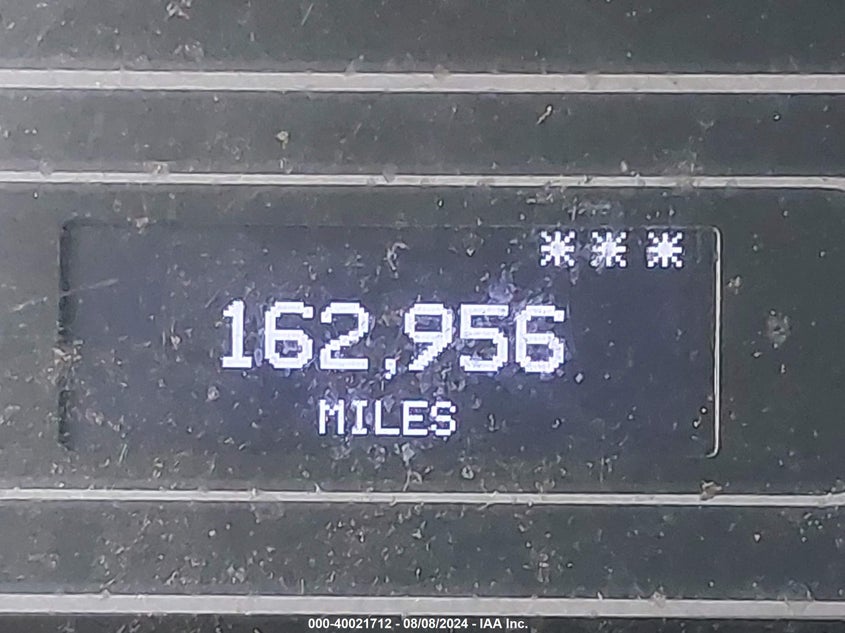 ***
162,956
MILES
000-40021712 - 08/08/2024 - IAA Inc.